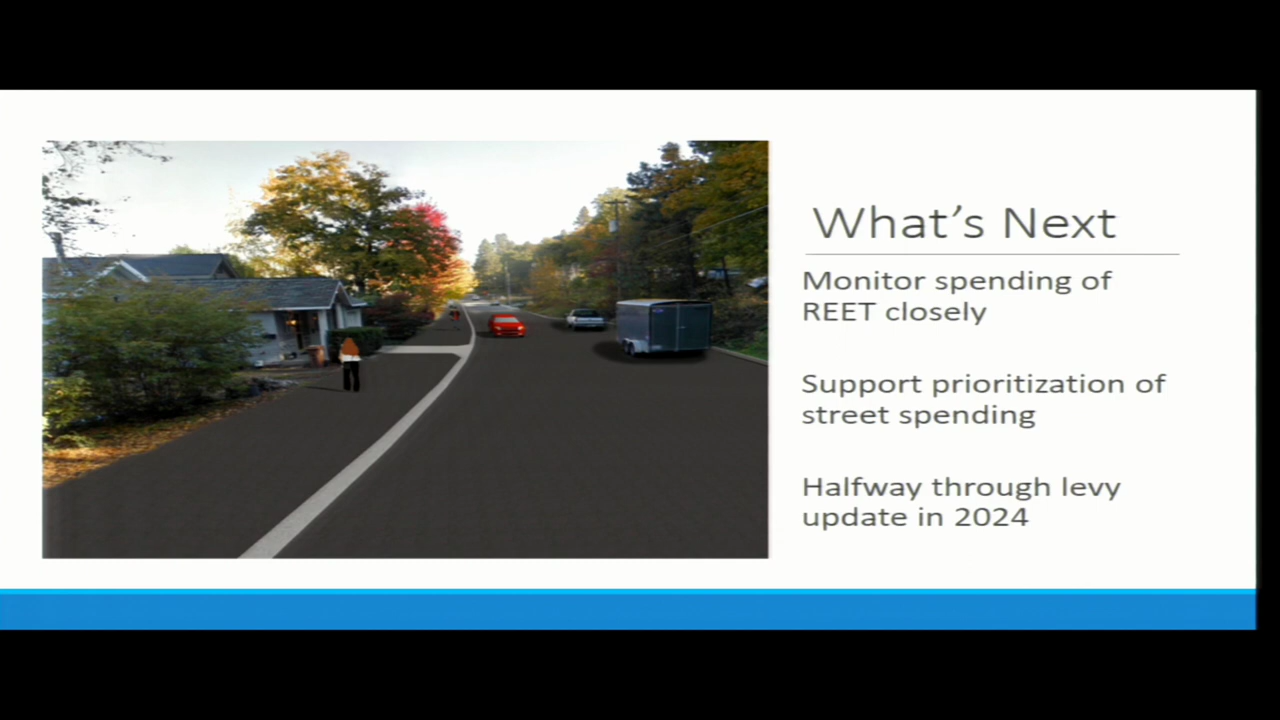 What's Next
Monitor spending of
REET closely
Support prioritization of
street spending
Halfway through levy
update in 2024